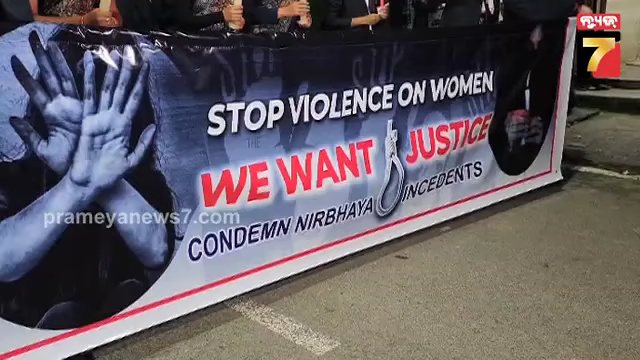 ନ୍ୟୁଜ୍
7
STOP VIOLENCE ON WOMEN
WE WANT JUSTICE
CONDEMN NIRBHAYA INCEDENTS
prameyanews7.com